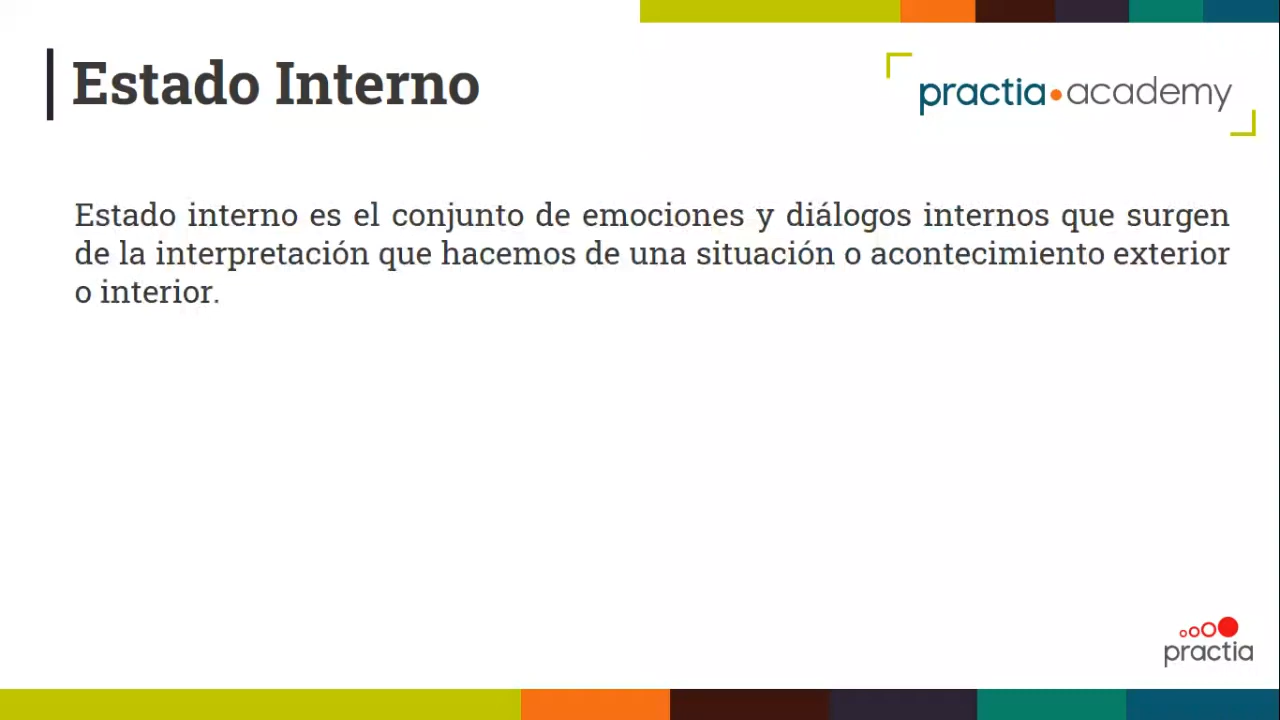 Estado Interno
practia academy
Estado interno es el conjunto de emociones y diálogos internos que surgen
de la interpretación que hacemos de una situación o acontecimiento exterior
o interior.
practia